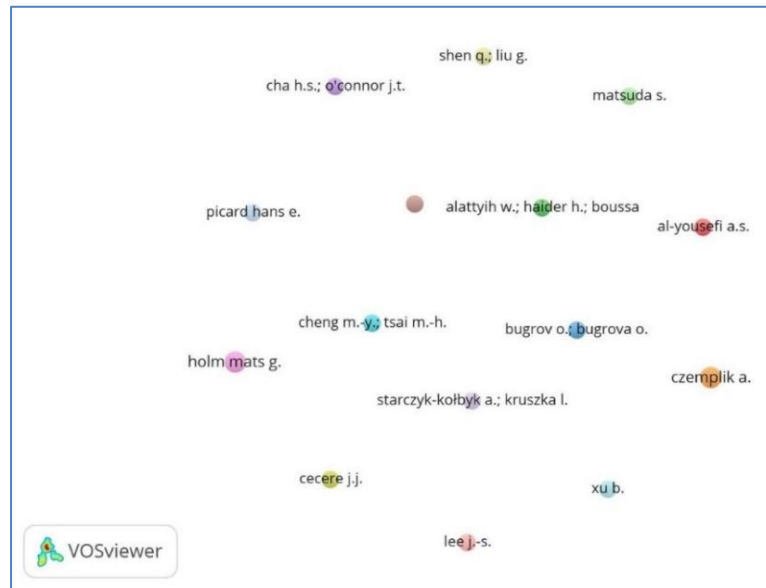 shen q.; liu g.
cha h.s.; o'connor j.t.
matsuda s.
picard hans e.
alattyih w.; haider h.; boussa
al-yousefi a.s.
cheng m.-y.; tsai m.-h.
bugrov o.; bugrova o.
holm mats g.
czemplik a.
starczyk-kołbyk a.; kruszka l.
cecere j.j.
xu b.
lee j.-s.
VOSviewer